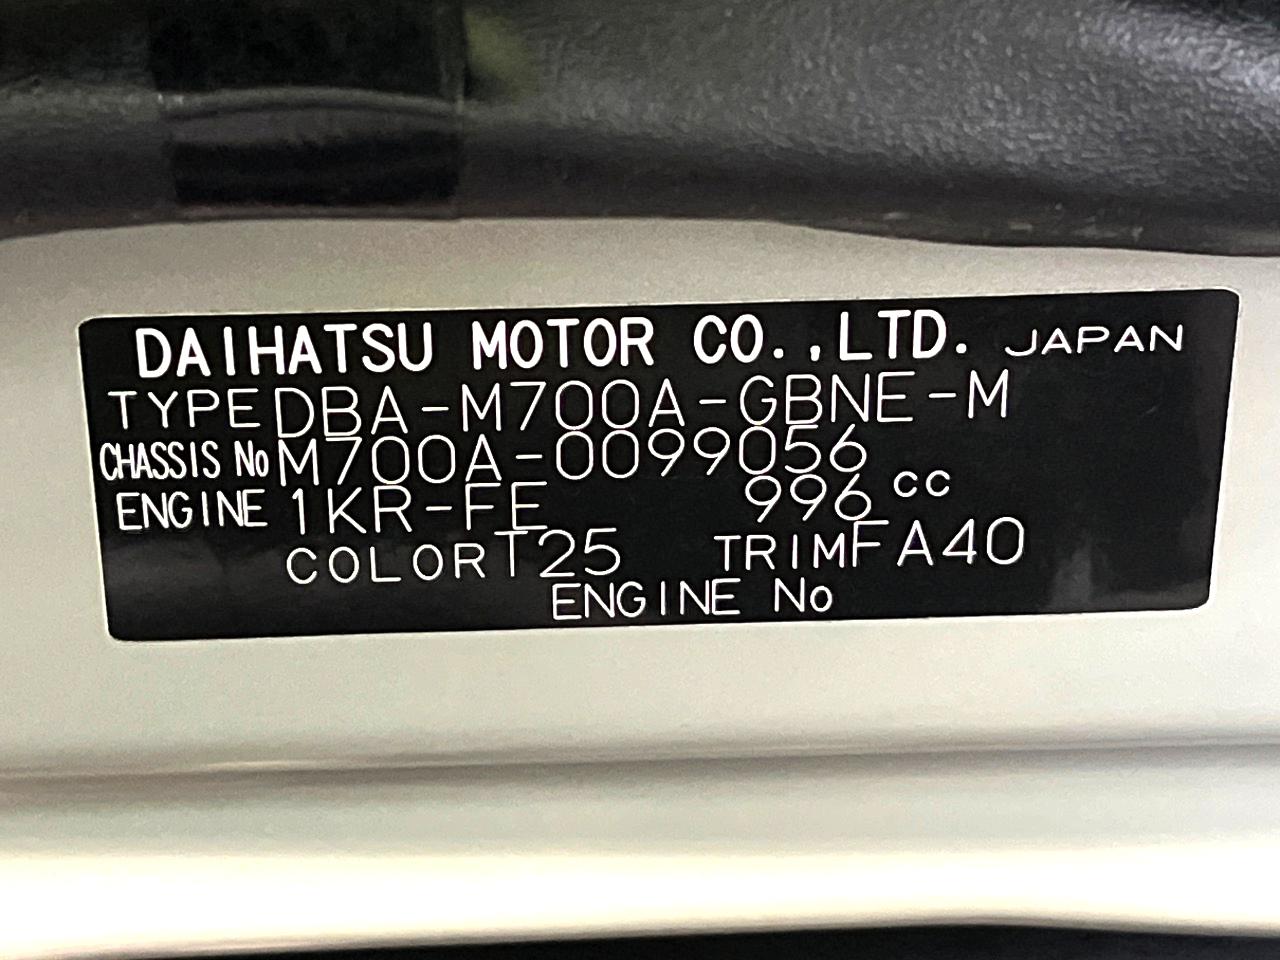 DAIHATSU MOTOR CO.,LTD. JAPAN
TYPE DBA-M700A-GBNE-M
CHASSIS No M700A-0099056
ENGINE 1KR-FE 996 cc
COLOR T25 TRIM FA40
ENGINE No